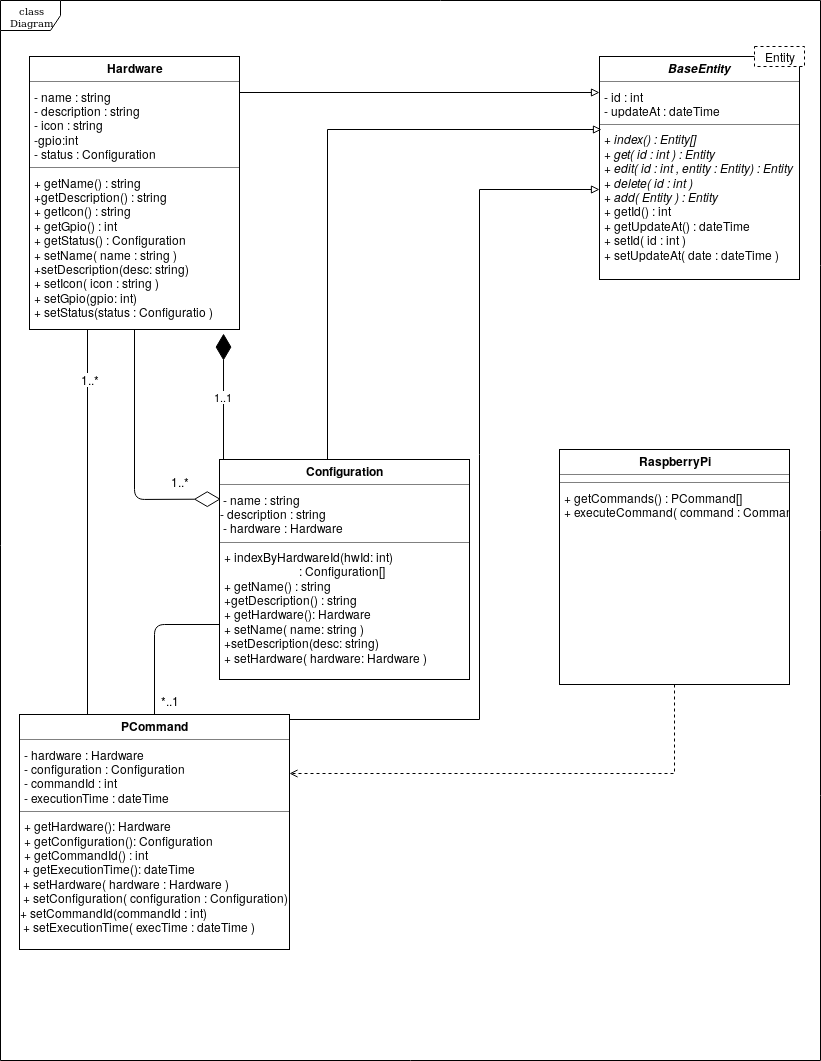 class
Diagram
Hardware
- name : string
- description : string
- icon : string
-gpio:int
- status : Configuration
+ getName() : string
+getDescription() : string
+ getIcon() : string
+ getGpio() : int
+ getStatus() : Configuration
+ setName( name : string )
+setDescription(desc: string)
+ setIcon( icon : string )
+ setGpio(gpio: int)
+ setStatus(status : Configuratio )
Entity
BaseEntity
- id : int
- updateAt : dateTime
+ index() : Entity[]
+ get( id : int ) : Entity
+ edit( id : int , entity : Entity) : Entity
+ delete( id : int )
+ add( Entity ) : Entity
+ getId() : int
+ getUpdateAt() : dateTime
+ setId( id : int )
+ setUpdateAt( date : dateTime )
1..*
1..1
1..*
Configuration
- name : string
- description : string
- hardware : Hardware
+ indexByHardwareId(hwId: int)
: Configuration[]
+ getName() : string
+getDescription() : string
+ getHardware(): Hardware
+ setName( name: string )
+setDescription(desc: string)
+ setHardware( hardware: Hardware )
RaspberryPi
+ getCommands() : PCommand[]
+ executeCommand( command : Comman
*..1
PCommand
- hardware : Hardware
- configuration : Configuration
- commandId : int
- executionTime : dateTime
+ getHardware(): Hardware
+ getConfiguration(): Configuration
+ getCommandId() : int
+ getExecutionTime(): dateTime
+ setHardware( hardware : Hardware )
+ setConfiguration( configuration : Configuration)
+ setCommandId(commandId : int)
+ setExecutionTime( execTime : dateTime )